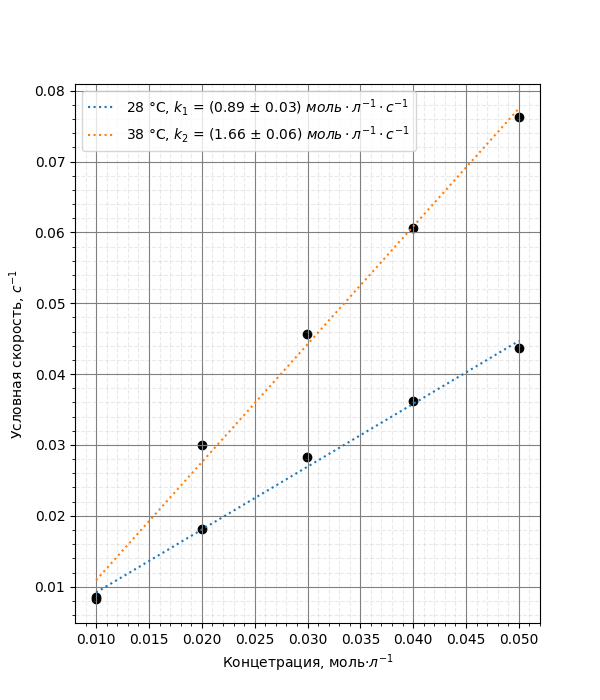 28 °C, k₁ = (0.89 ± 0.03) моль · л⁻¹ · с⁻¹
38 °C, k₂ = (1.66 ± 0.06) моль · л⁻¹ · с⁻¹
0.08
0.07
0.06
0.05
0.04
0.03
0.02
0.01
Условная скорость, с⁻¹
0.010 0.015 0.020 0.025 0.030 0.035 0.040 0.045 0.050
Концетрация, моль·л⁻¹